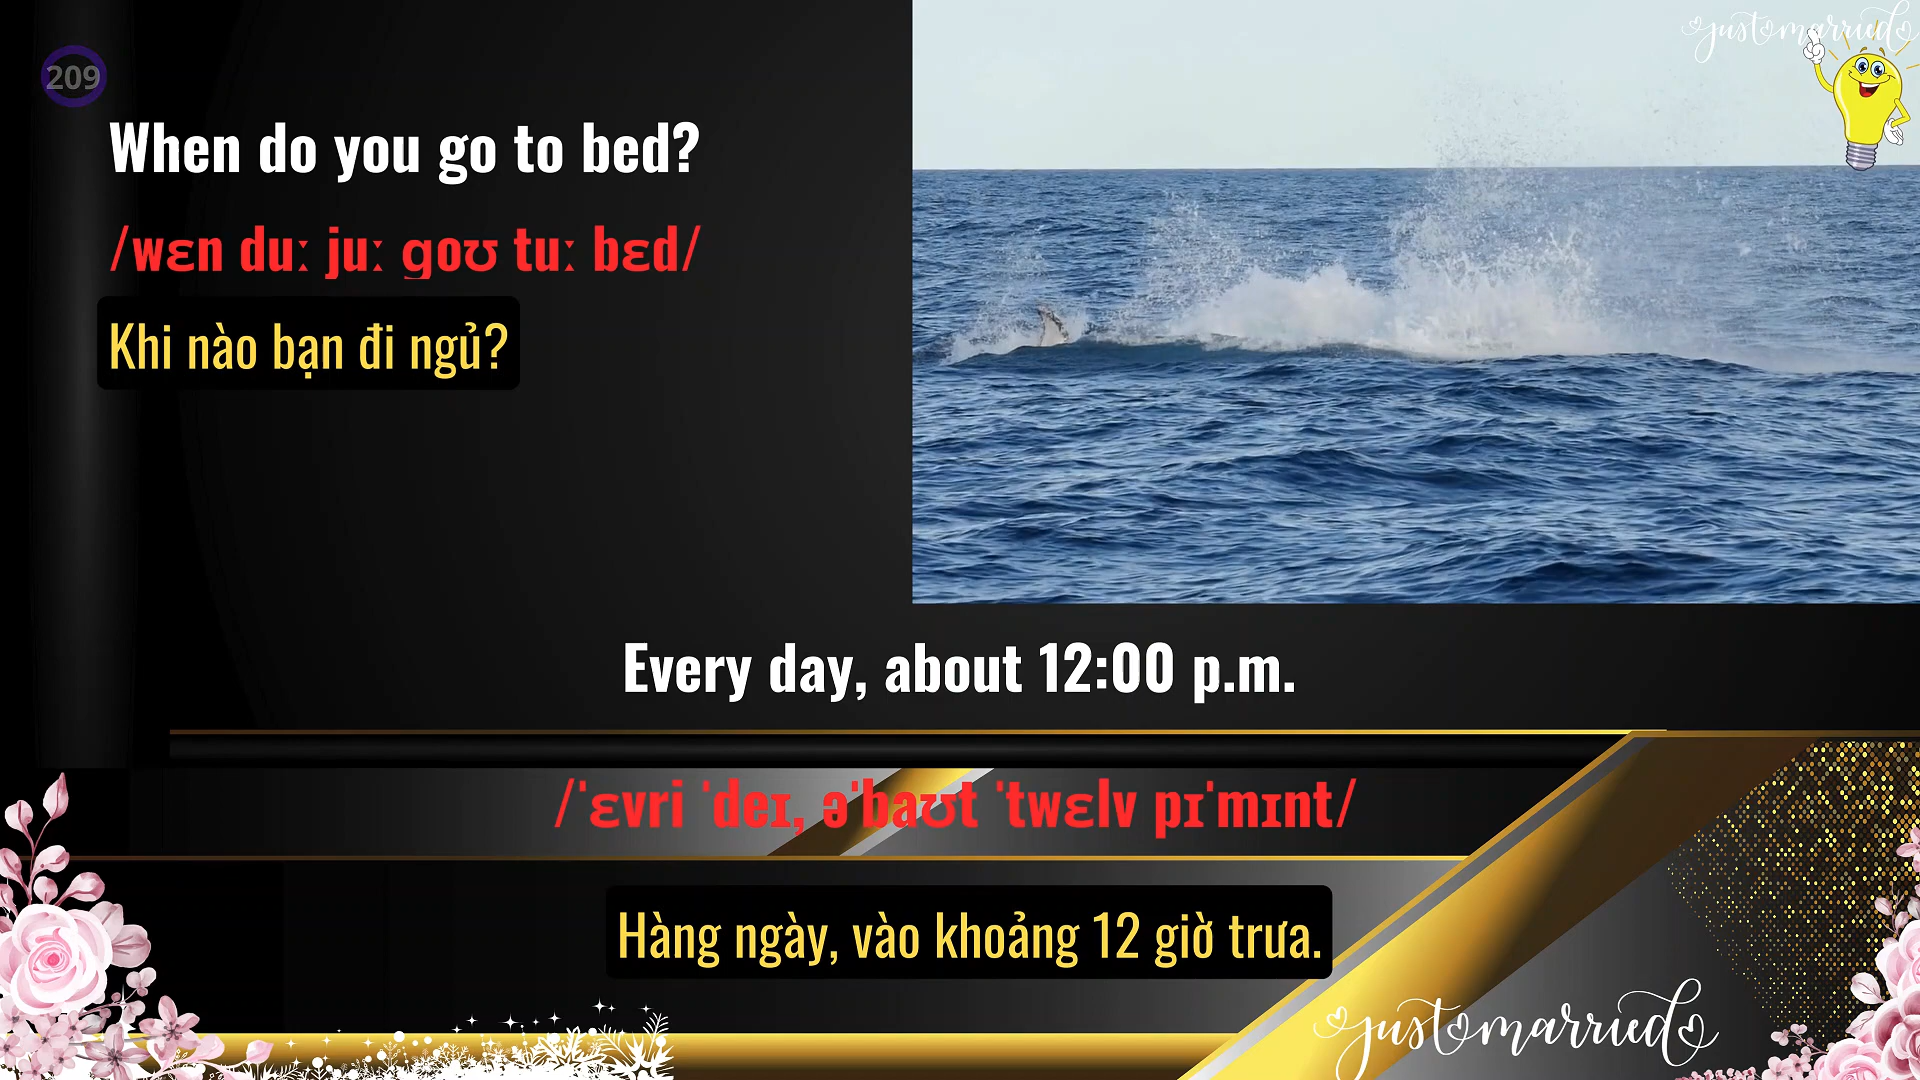 209
justmarried
When do you go to bed?
/wɛn duː juː ɡoʊ tuː bɛd/
Khi nào bạn đi ngủ?
Every day, about 12:00 p.m.
/ˈɛvri ˈdeɪ, əˈbaʊt ˈtwɛlv pɪˈmɪnt/
Hàng ngày, vào khoảng 12 giờ trưa.
justmarried